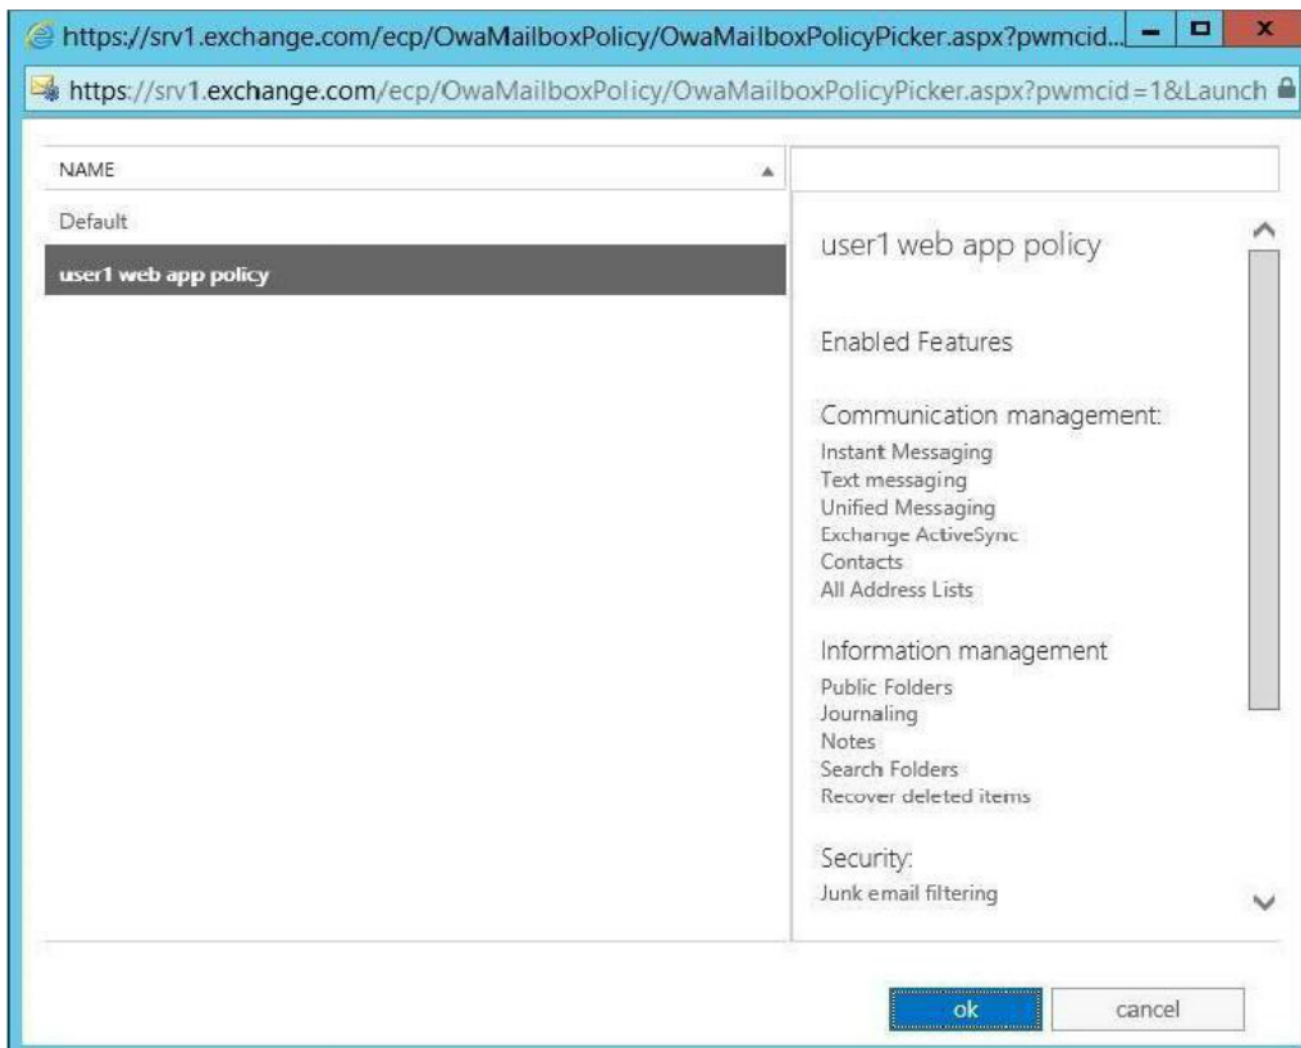 https://srv1.exchange.com/ecp/OwaMailboxPolicy/OwaMailboxPolicyPicker.aspx?pwmcid...
https://srv1.exchange.com/ecp/OwaMailboxPolicy/OwaMailboxPolicyPicker.aspx?pwmcid=1&Launch
NAME
Default
user1 web app policy
user1 web app policy
Enabled Features
Communication management:
Instant Messaging
Text messaging
Unified Messaging
Exchange ActiveSync
Contacts
All Address Lists
Information management
Public Folders
Journaling
Notes
Search Folders
Recover deleted items
Security:
Junk email filtering
ok
cancel